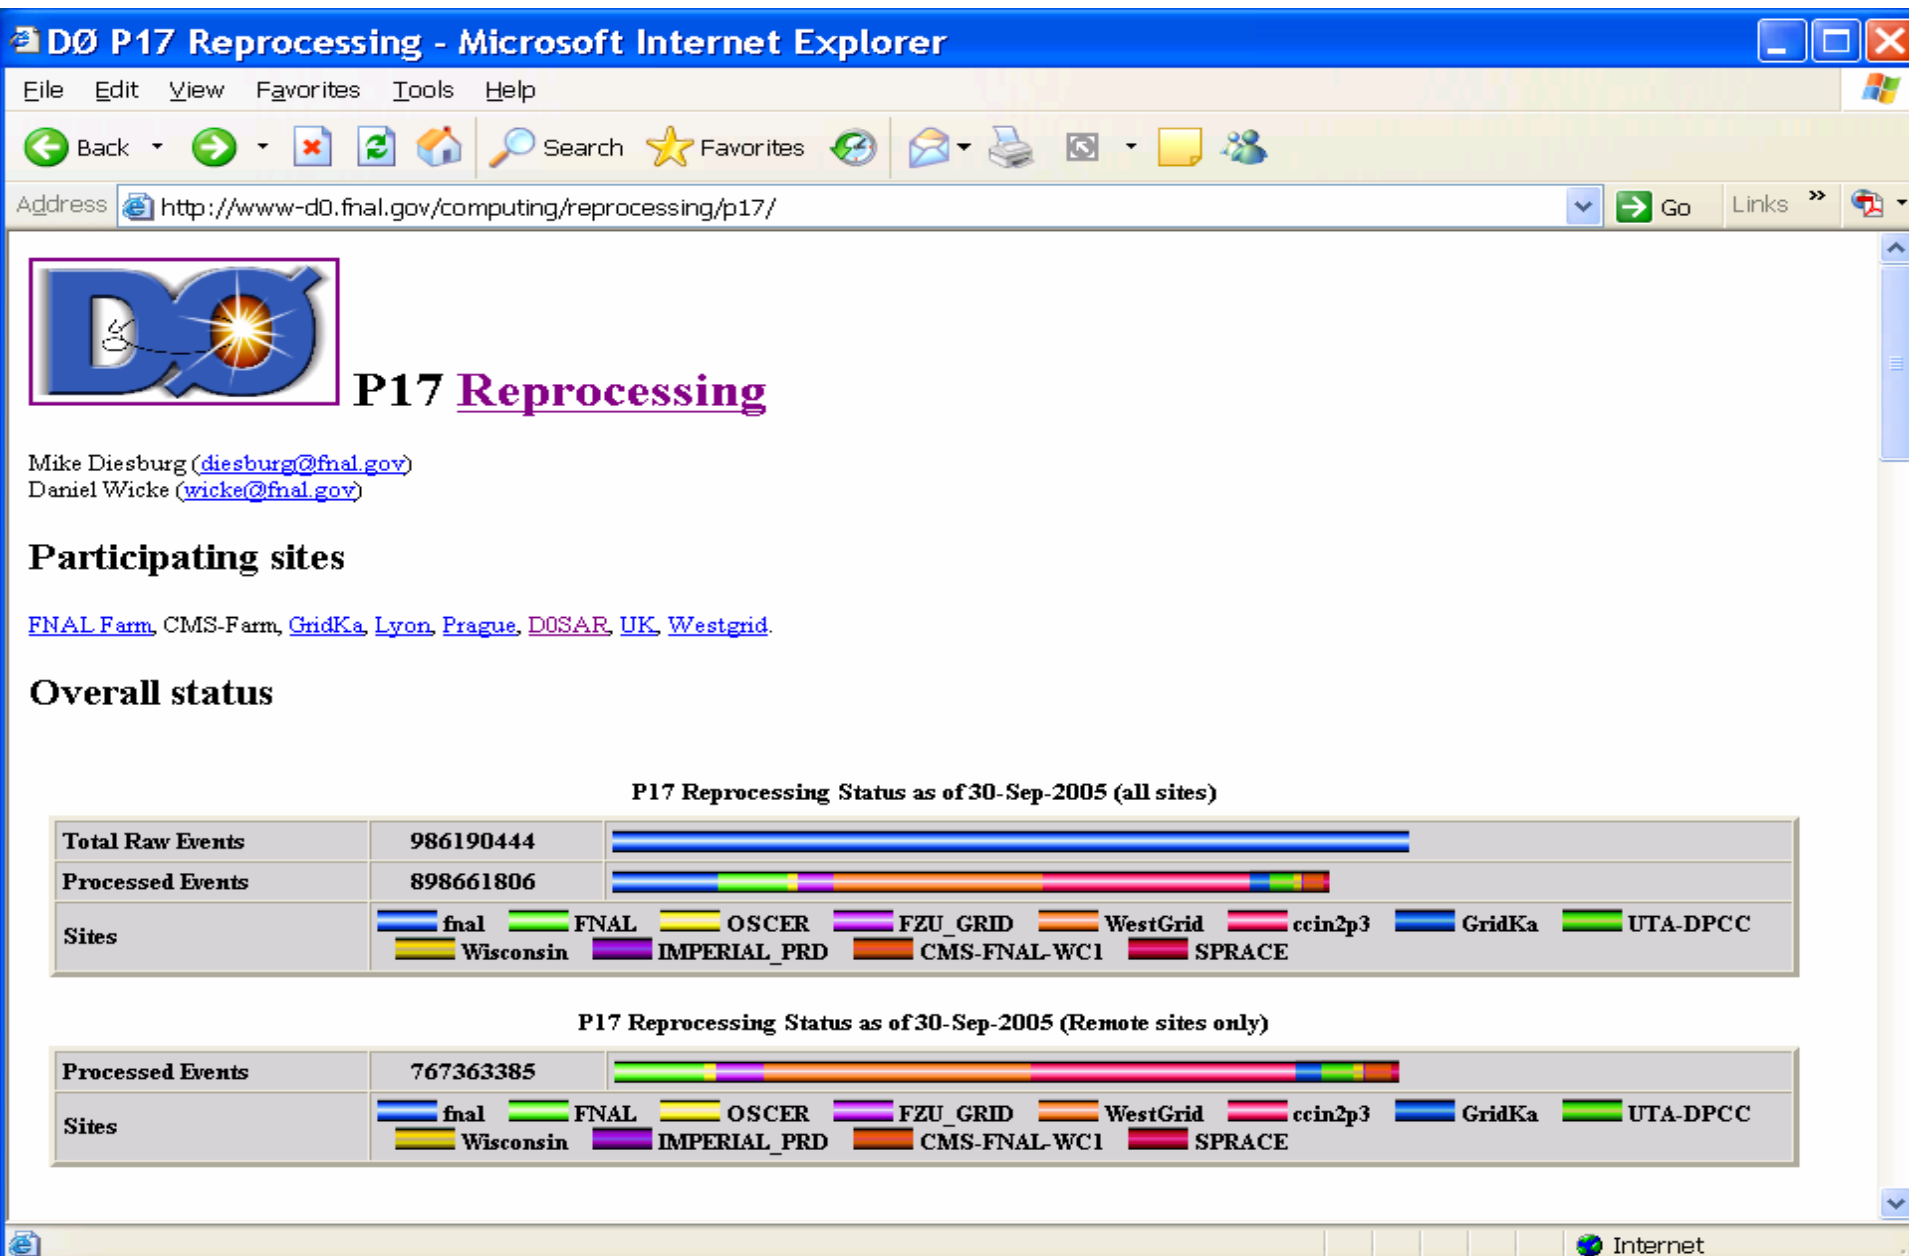 DØ P17 Reprocessing - Microsoft Internet Explorer
File Edit View Favorites Tools Help
Back Search Favorites
Address http://www-d0.fnal.gov/computing/reprocessing/p17/ Go Links »
DØ P17 Reprocessing
Mike Diesburg (diesburg@fnal.gov)
Daniel Wicke (wicke@fnal.gov)
Participating sites
FNAL Farm, CMS-Farm, GridKa, Lyon, Prague, D0SAR, UK, Westgrid.
Overall status
P17 Reprocessing Status as of 30-Sep-2005 (all sites)
Total Raw Events 986190444
Processed Events 898661806
Sites fnal FNAL OSCER FZU_GRID WestGrid ccin2p3 GridKa UTA-DPCC
Wisconsin IMPERIAL_PRD CMS-FNAL-WC1 SPRACE
P17 Reprocessing Status as of 30-Sep-2005 (Remote sites only)
Processed Events 767363385
Sites fnal FNAL OSCER FZU_GRID WestGrid ccin2p3 GridKa UTA-DPCC
Wisconsin IMPERIAL_PRD CMS-FNAL-WC1 SPRACE
Internet